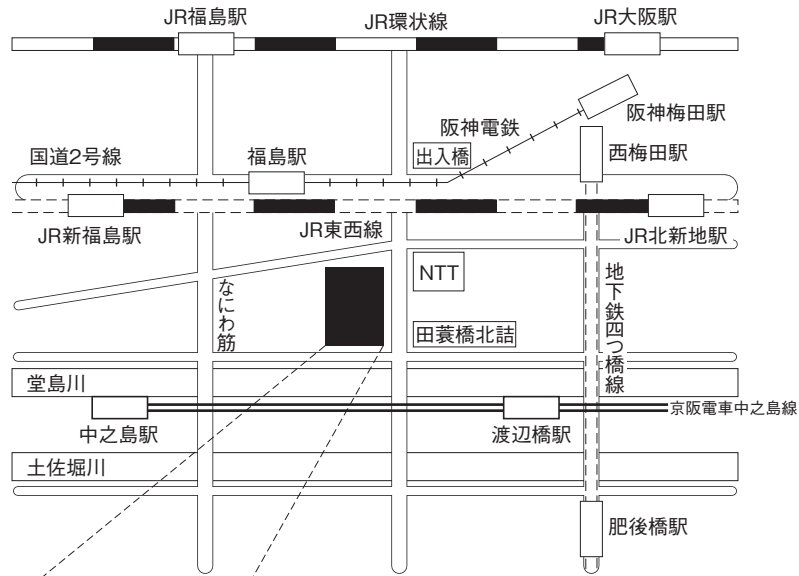 JR福島駅
JR環状線
JR大阪駅
阪神梅田駅
阪神電鉄
国道2号線
福島駅
出入橋
西梅田駅
JR新福島駅
JR東西線
JR北新地駅
なにわ筋
NTT
地下鉄四つ橋線
田蓑橋北詰
堂島川
中之島駅
渡辺橋駅
京阪電車中之島線
土佐堀川
肥後橋駅